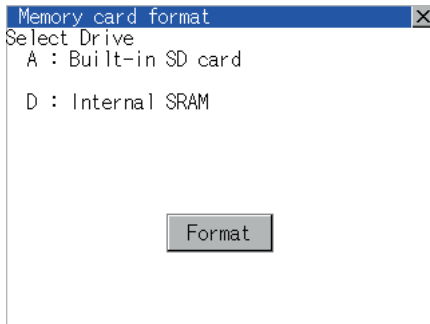 Memory card format
Select Drive
A : Built-in SD card
D : Internal SRAM
Format